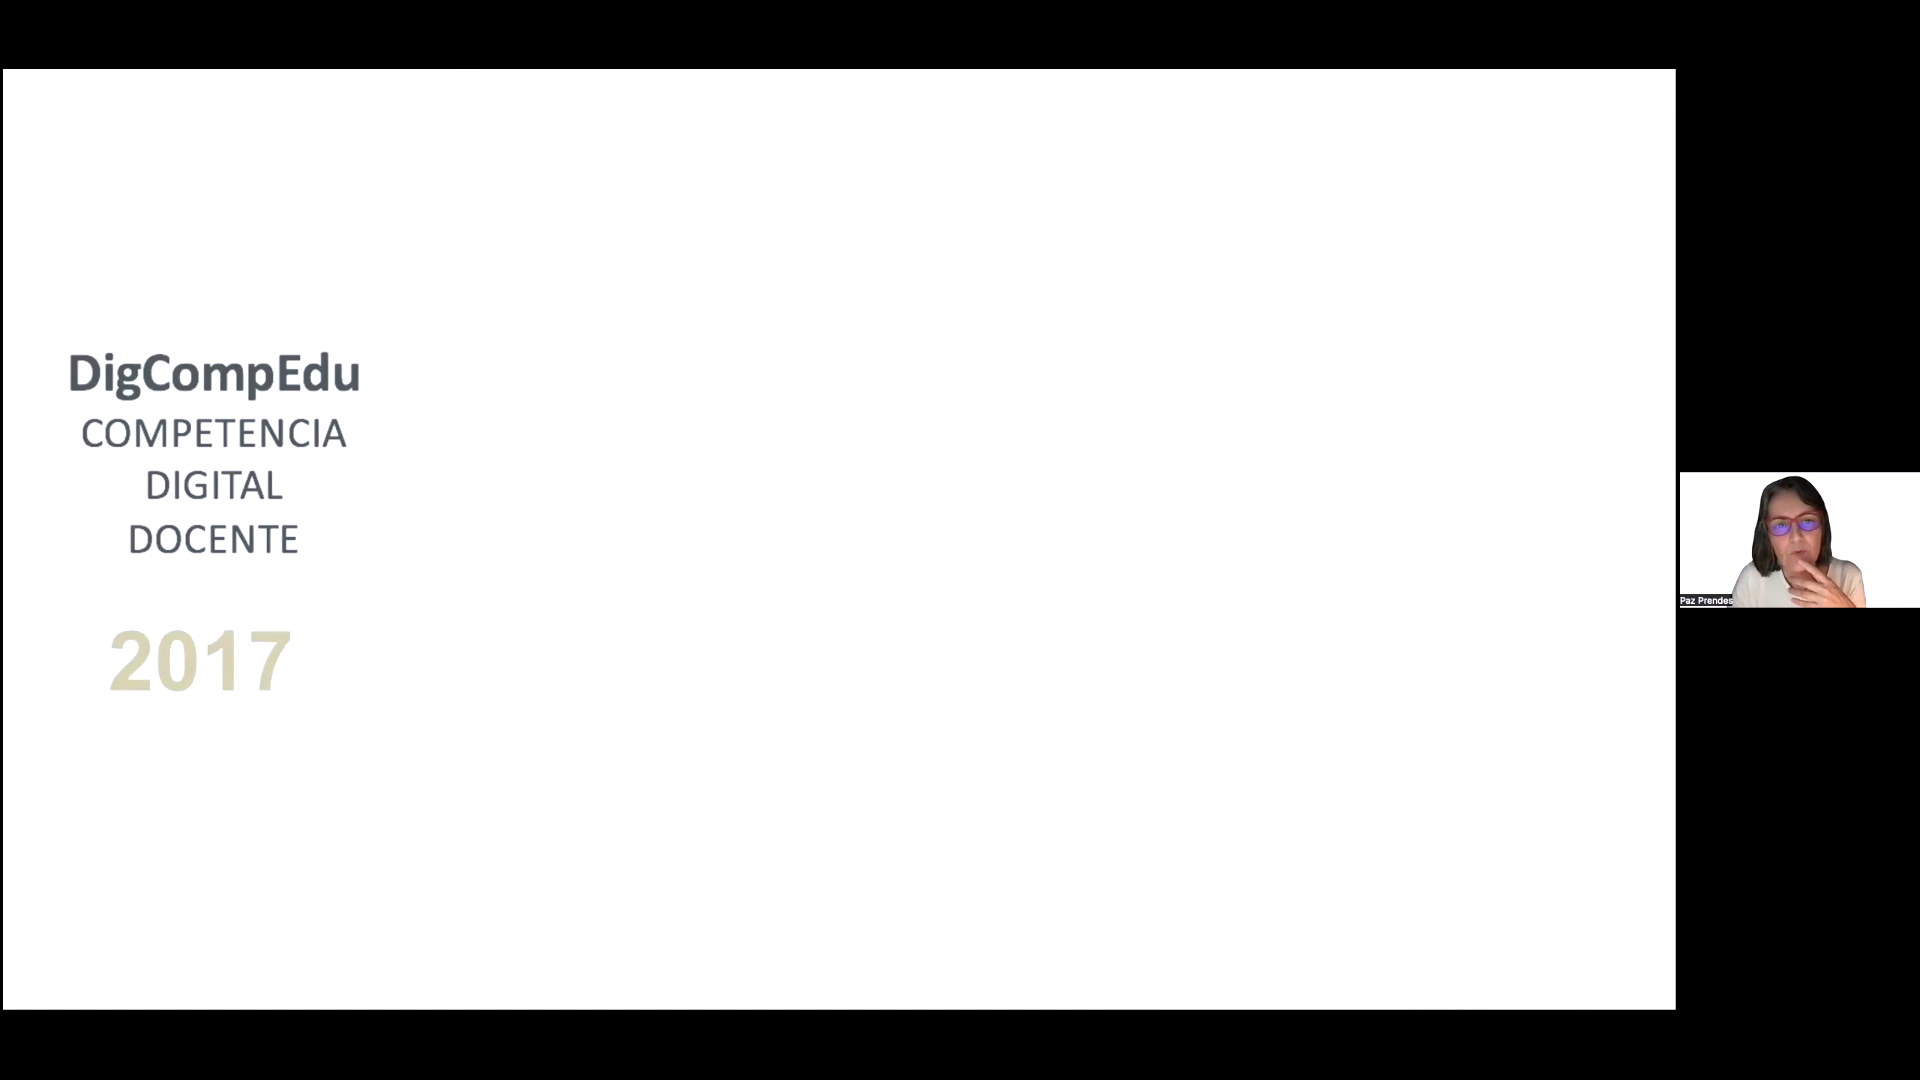 DigCompEdu
COMPETENCIA
DIGITAL
DOCENTE
2017
Paz Prendes